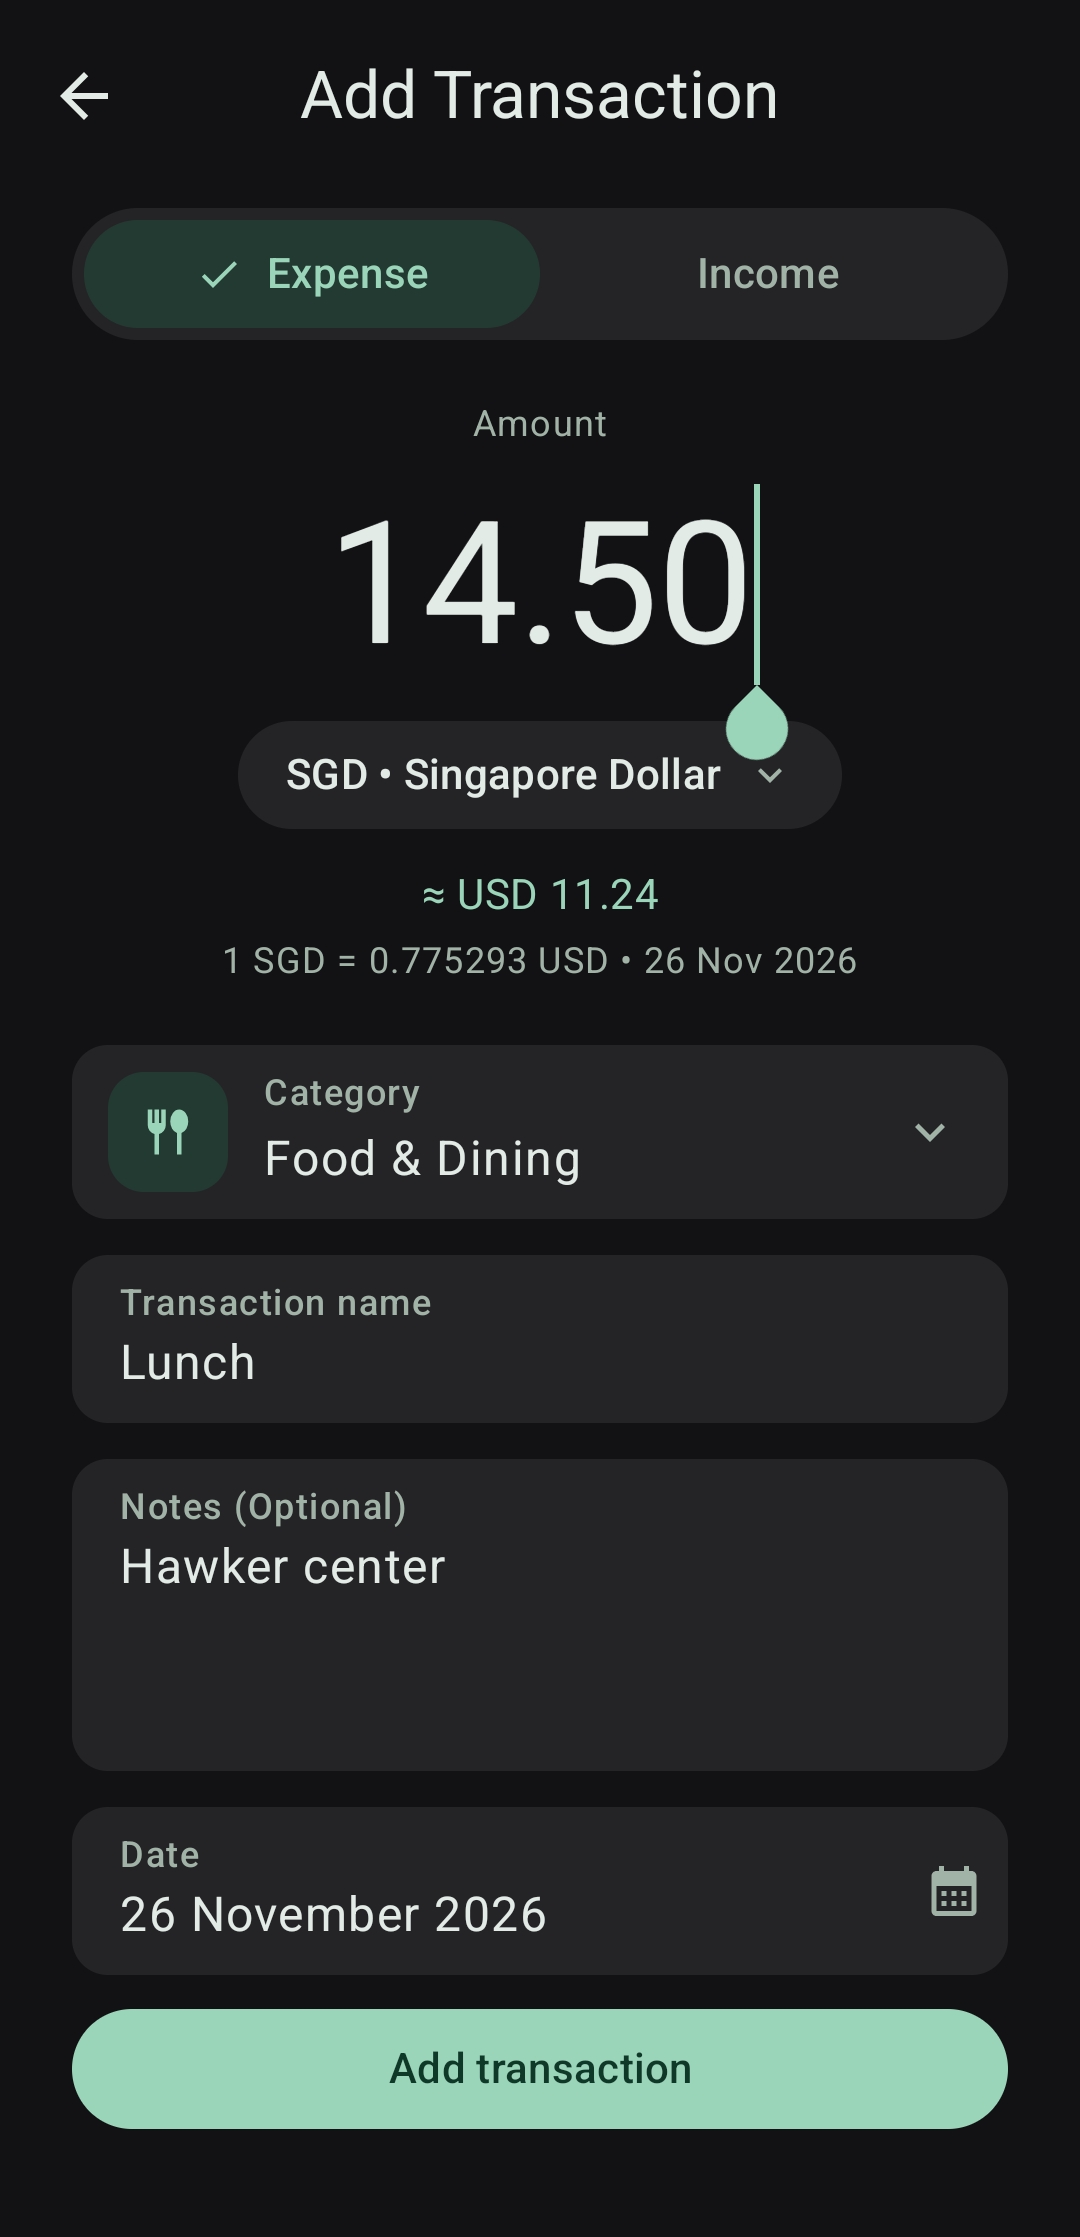 Add Transaction
Expense
Income
Amount
14.50
SGD • Singapore Dollar
≈ USD 11.24
1 SGD = 0.775293 USD • 26 Nov 2026
Category
Food & Dining
Transaction name
Lunch
Notes (Optional)
Hawker center
Date
26 November 2026
Add transaction